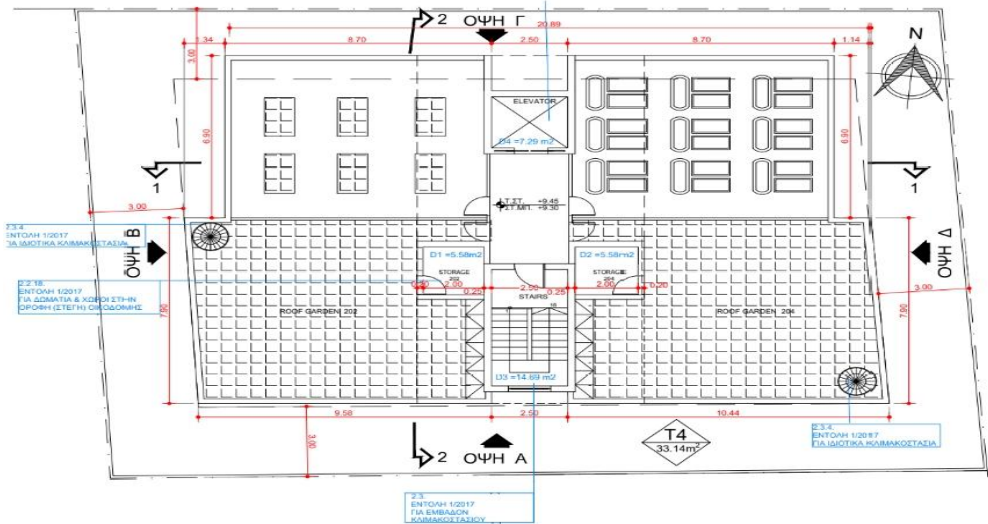 2 ΟΨΗ Γ
N
20.89
1.34
8.70
2.50
8.70
1.14
3.00
6.90
6.90
ELEVATOR
D4 =7.29 m2
1
1
3.00
+9.45
+9.30
2.3.4.
ΕΝΤΟΛΗ 1/2017
ΓΙΑ ΙΔΙΩΤΙΚΑ ΚΛΙΜΑΚΟΣΤΑΣΙΑ
ΟΨΗ Β
ΟΨΗ Δ
D1 =5.58m2
D2 =5.58m2
STORAGE
202
STORAGE
204
2.2.18.
ΕΝΤΟΛΗ 1/2017
ΓΙΑ ΔΩΜΑΤΙΑ & ΧΩΡΟΙ ΣΤΗΝ
ΟΡΟΦΗ (ΣΤΕΓΗ) ΟΙΚΟΔΟΜΗΣ
0.20
2.00
0.25
2.50
0.25
2.00
0.20
3.00
STAIRS
7.90
7.90
ROOF GARDEN 202
ROOF GARDEN 204
D3 =14.69 m2
9.58
2.50
10.44
3.00
T4
33.14m²
2.3.4.
ΕΝΤΟΛΗ 1/2017
ΓΙΑ ΙΔΙΩΤΙΚΑ ΚΛΙΜΑΚΟΣΤΑΣΙΑ
2 ΟΨΗ Α
2.3.
ΕΝΤΟΛΗ 1/2017
ΓΙΑ ΕΜΒΑΔΟΝ
ΚΛΙΜΑΚΟΣΤΑΣΙΟΥ